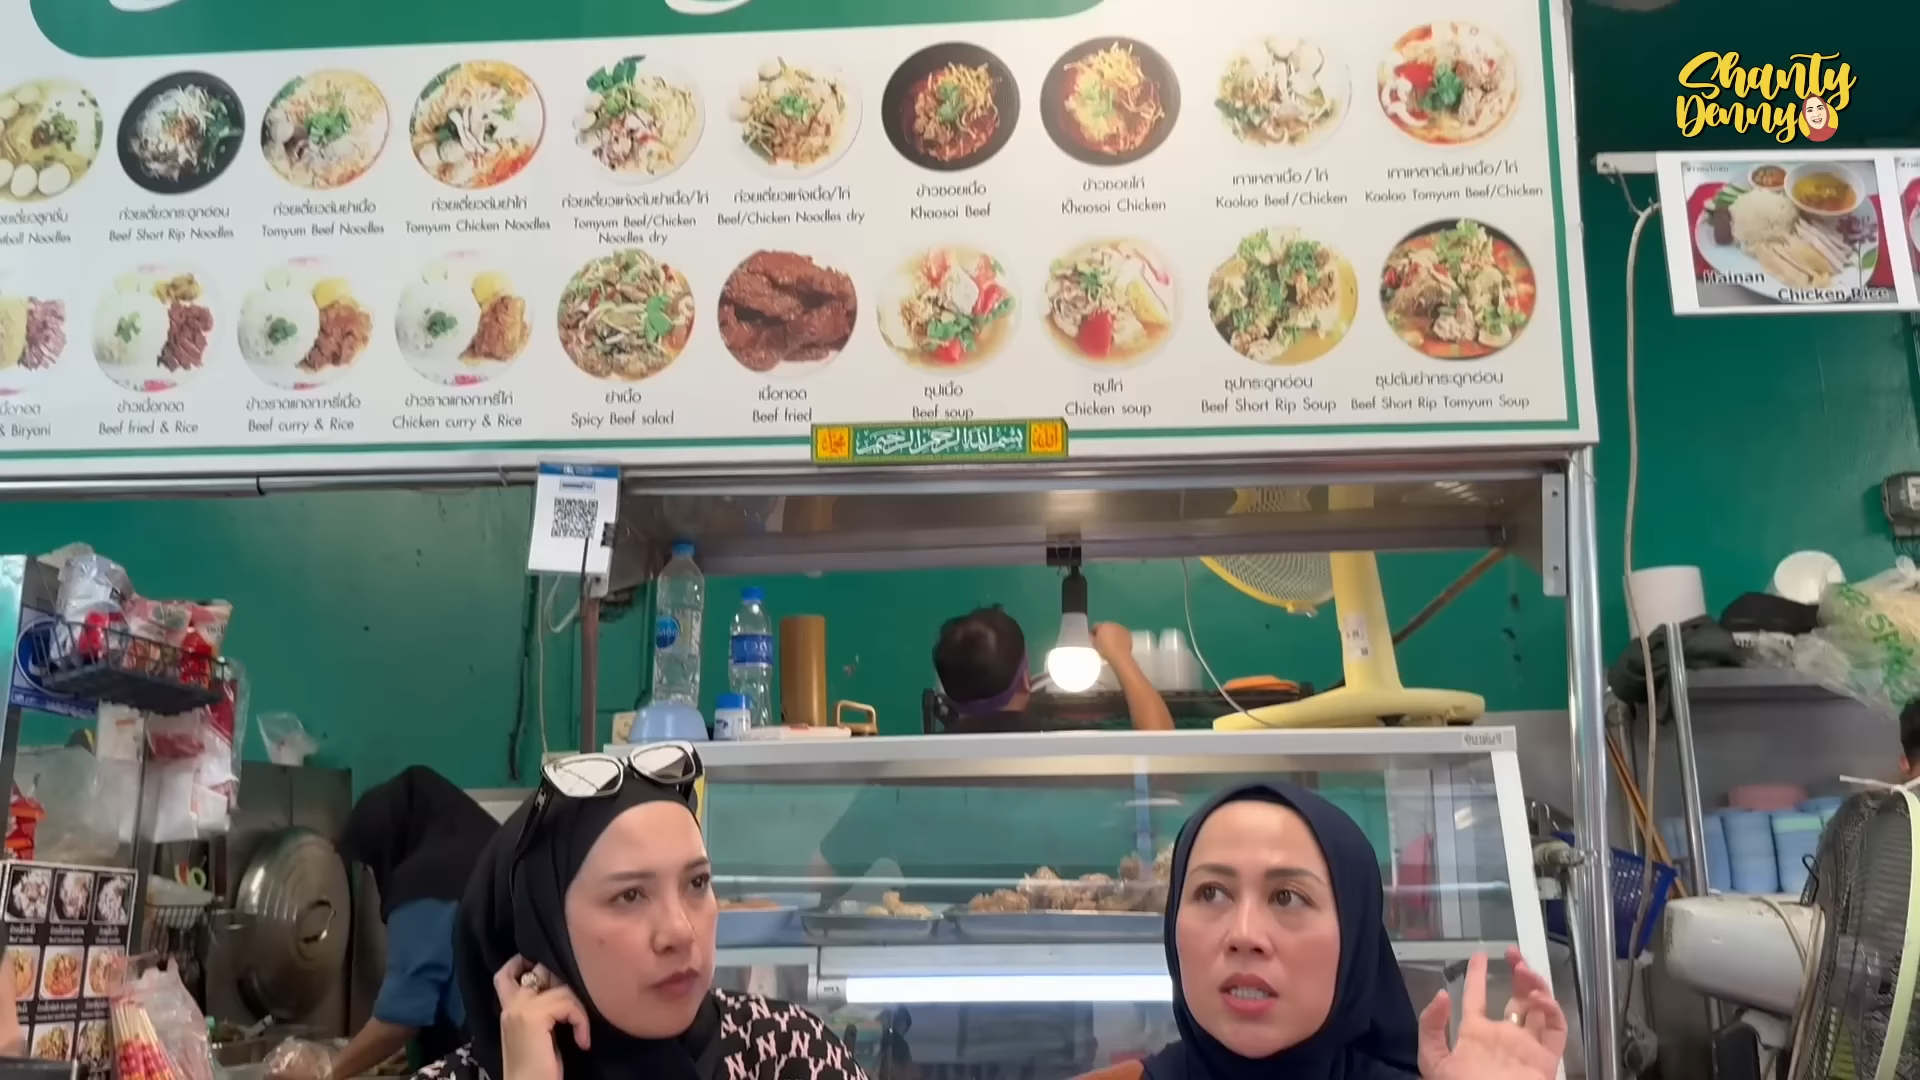 Shanty
Denny
ก๋วยเตี๋ยวกระดูกอ่อน
Beef Short Rip Noodles
ก๋วยเตี๋ยวต้มยำเนื้อ
Tomyum Beef Noodles
ก๋วยเตี๋ยวต้มยำไก่
Tomyum Chicken Noodles
ก๋วยเตี๋ยวแห้งต้มยำเนื้อ/ไก่
Tomyum Beef/Chicken
Noodles dry
ก๋วยเตี๋ยวแห้งเนื้อ/ไก่
Beef/Chicken Noodles dry
ข้าวซอยเนื้อ
Khaosoi Beef
ข้าวซอยไก่
Khaosoi Chicken
เกาเหลาเนื้อ/ไก่
Kaolao Beef/Chicken
เกาเหลาต้มยำเนื้อ/ไก่
Kaolao Tomyum Beef/Chicken
Noodles
& Biryani
ข้าวเนื้อทอด
Beef fried & Rice
ข้าวราดแกงกะหรี่เนื้อ
Beef curry & Rice
ข้าวราดแกงกะหรี่ไก่
Chicken curry & Rice
ยำเนื้อ
Spicy Beef salad
เนื้อทอด
Beef fried
ซุปเนื้อ
Beef soup
ซุปไก่
Chicken soup
ซุปกระดูกอ่อน
Beef Short Rip Soup
ซุปต้มยำกระดูกอ่อน
Beef Short Rip Tomyum Soup
الله بسم الله الرحمن الرحيم محمد
Hainan
Chicken Rice